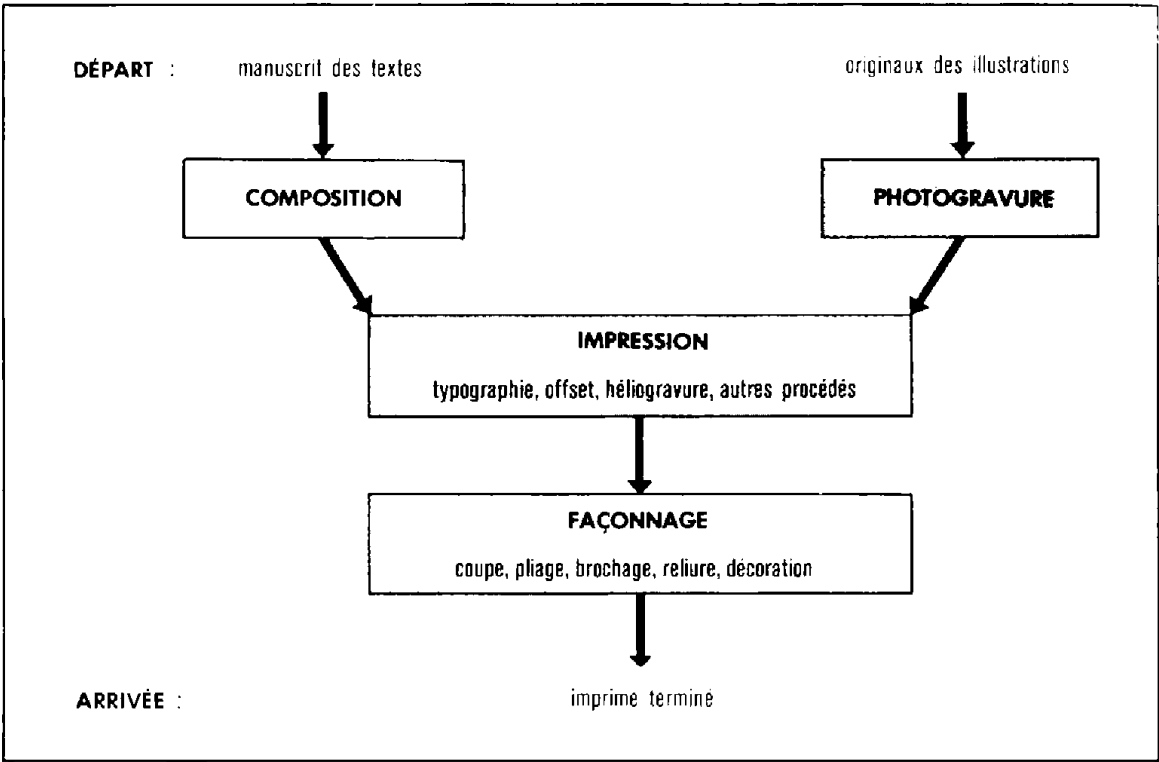 DÉPART : manuscrit des textes originaux des illustrations
COMPOSITION PHOTOGRAVURE
IMPRESSION
typographie, offset, héliogravure, autres procédés
FAÇONNAGE
coupe, pliage, brochage, reliure, décoration
ARRIVÉE : imprime terminé